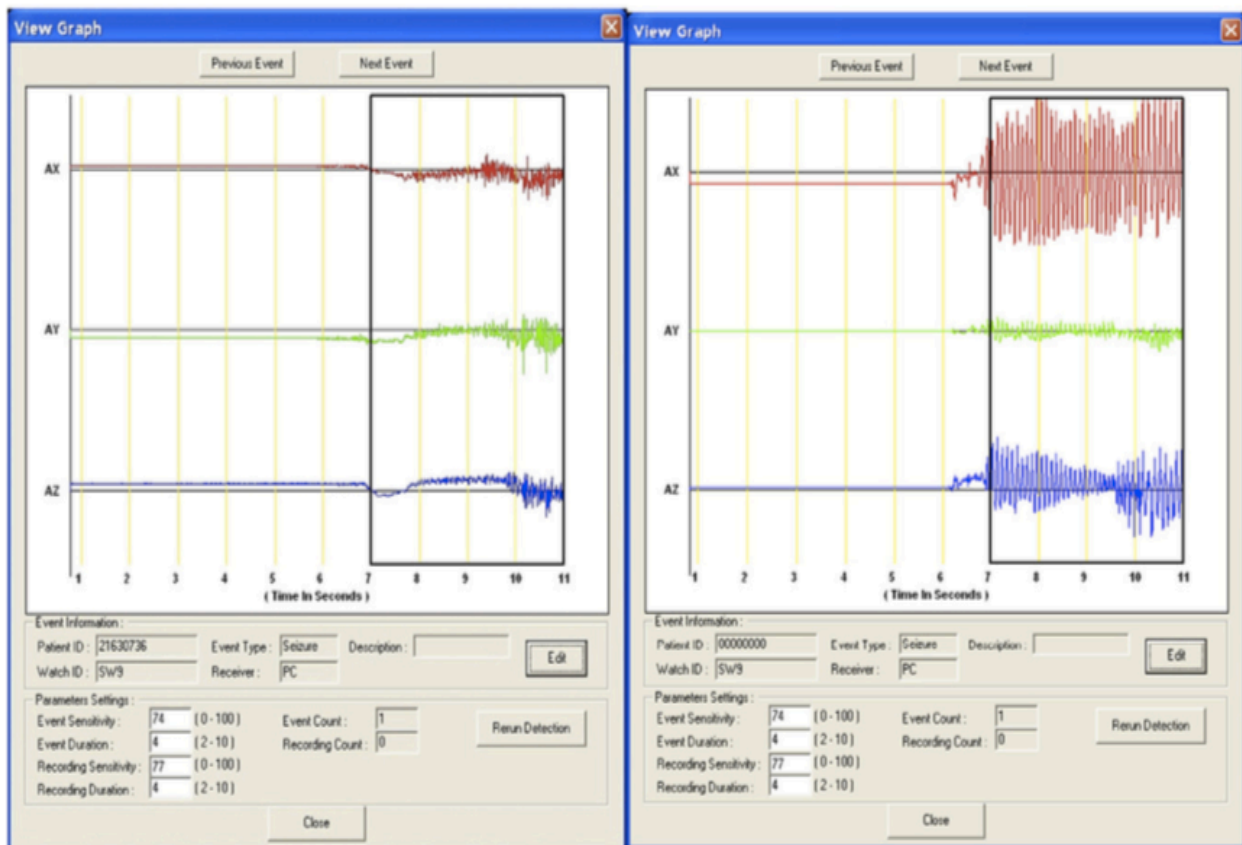 View Graph
Previous Event Next Event
AX
AY
AZ
1 2 3 4 5 6 7 8 9 10 11
( Time In Seconds )
Event Information :
Patient ID : 21630736 Event Type : Seizure Description :
Edit
Watch ID : SW9 Receiver : PC
Parameters Settings :
Event Sensitivity : 74 ( 0 - 100 ) Event Count : 1
Rerun Detection
Event Duration : 4 ( 2 - 10 ) Recording Count : 0
Recording Sensitivity : 77 ( 0 - 100 )
Recording Duration : 4 ( 2 - 10 )
Close
View Graph
Previous Event Next Event
AX
AY
AZ
1 2 3 4 5 6 7 8 9 10 11
( Time In Seconds )
Event Information :
Patient ID : 00000000 Event Type : Seizure Description :
Edit
Watch ID : SW9 Receiver : PC
Parameters Settings :
Event Sensitivity : 74 ( 0 - 100 ) Event Count : 1
Rerun Detection
Event Duration : 4 ( 2 - 10 ) Recording Count : 0
Recording Sensitivity : 77 ( 0 - 100 )
Recording Duration : 4 ( 2 - 10 )
Close